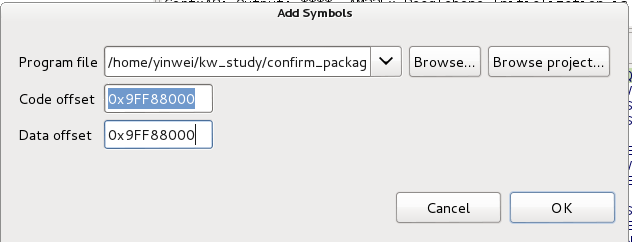 Add Symbols
Program file /home/yinwei/kw_study/confirm_packag Browse... Browse project...
Code offset 0x9FF88000
Data offset 0x9FF88000
Cancel OK